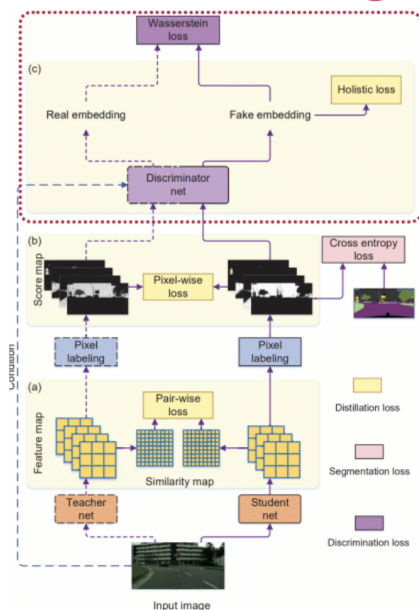 Wasserstein
loss
(c)
Real embedding
Fake embedding
Holistic loss
Discriminator
net
(b)
Score map
Pixel-wise
loss
Cross entropy
loss
Pixel
labeling
Pixel
labeling
Condition
(a)
Feature map
Pair-wise
loss
Similarity map
Distillation loss
Segmentation loss
Discrimination loss
Teacher
net
Student
net
Input image